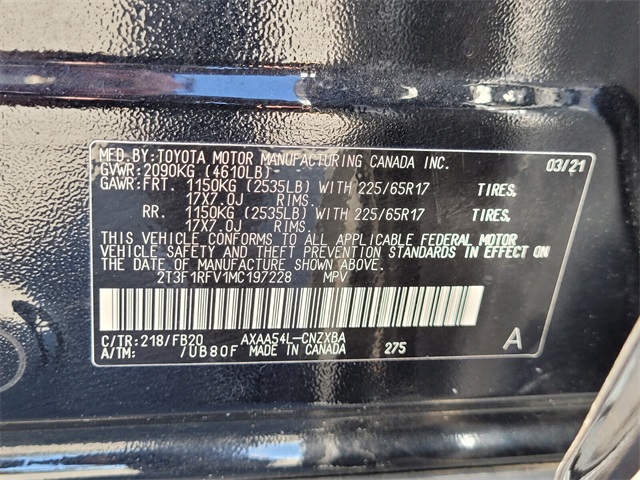 MFD.BY:TOYOTA MOTOR MANUFACTURING CANADA INC. 03/21
GVWR:2090KG (4610LB)
GAWR:FRT. 1150KG (2535LB) WITH 225/65R17 TIRES,
17X7.0J RIMS.
RR. 1150KG (2535LB) WITH 225/65R17 TIRES,
17X7.0J RIMS.
THIS VEHICLE CONFORMS TO ALL APPLICABLE FEDERAL MOTOR
VEHICLE SAFETY AND THEFT PREVENTION STANDARDS IN EFFECT ON
THE DATE OF MANUFACTURE SHOWN ABOVE.
2T3F1RFV1MC197228 MPV
C/TR:218/FB20 AXAA54L-CNZXBA
A/TM: /UB80F MADE IN CANADA 275 A